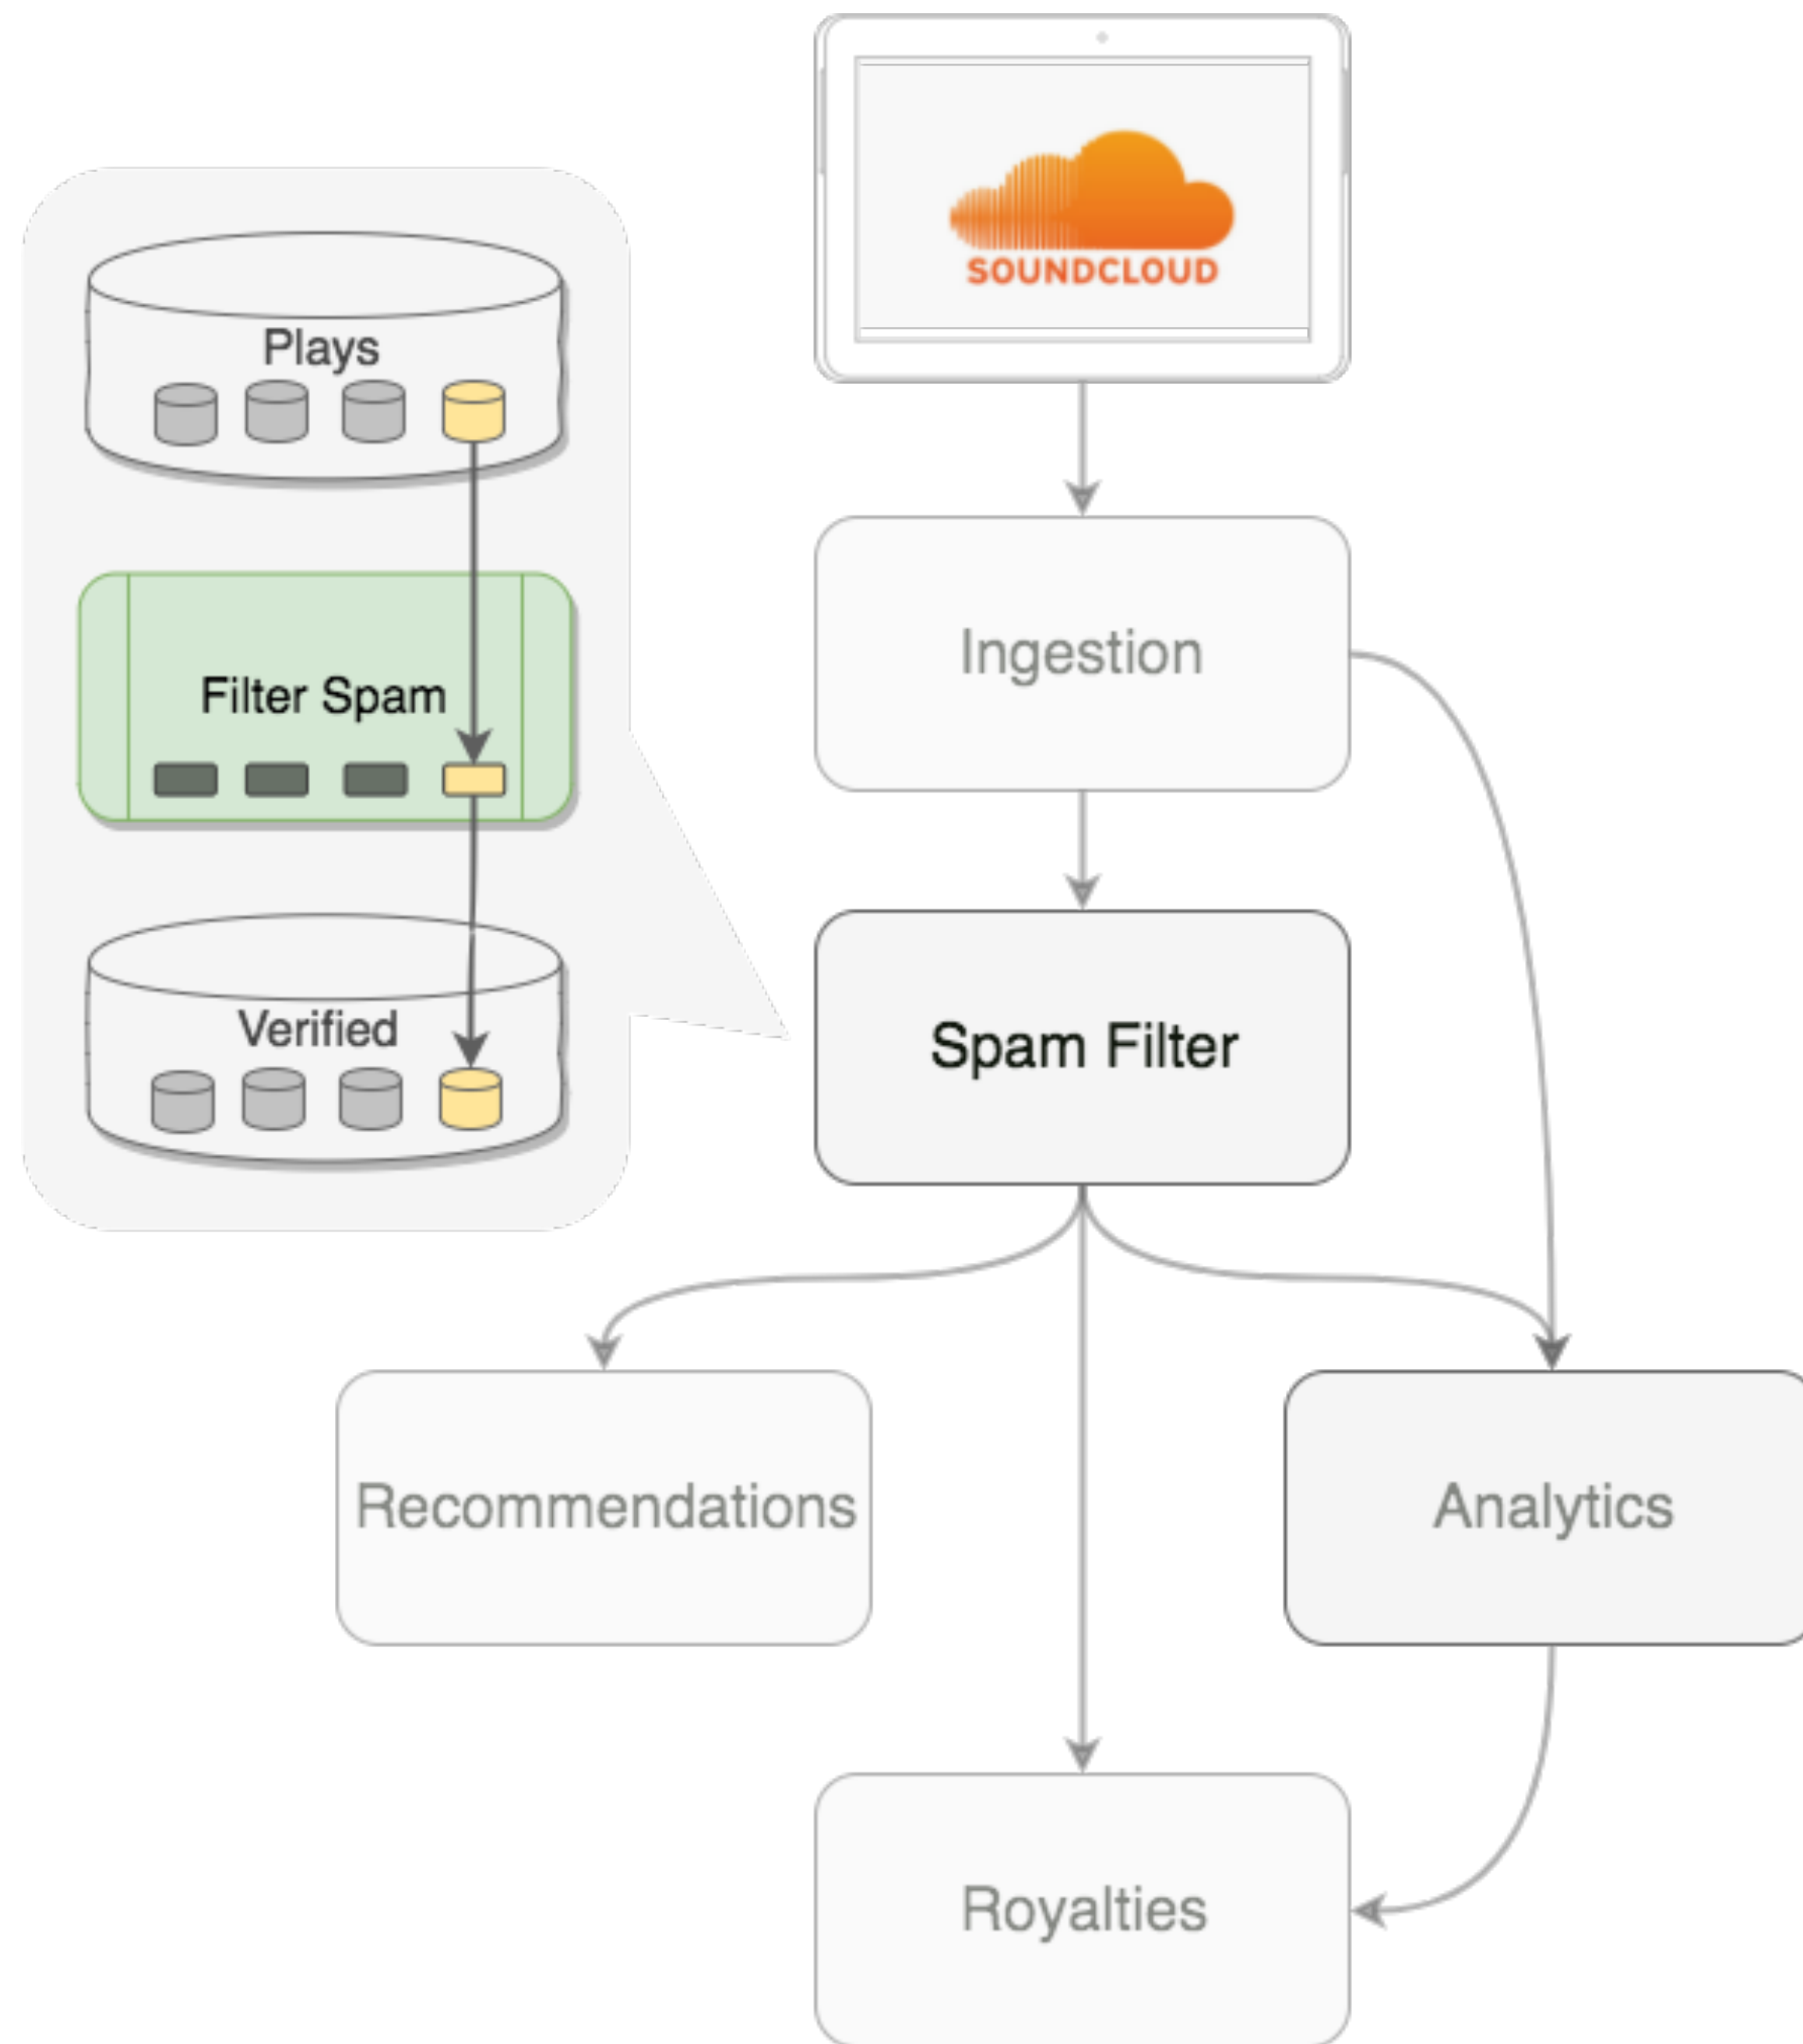 SOUNDCLOUD
Plays
Filter Spam
Verified
Ingestion
Spam Filter
Recommendations
Analytics
Royalties